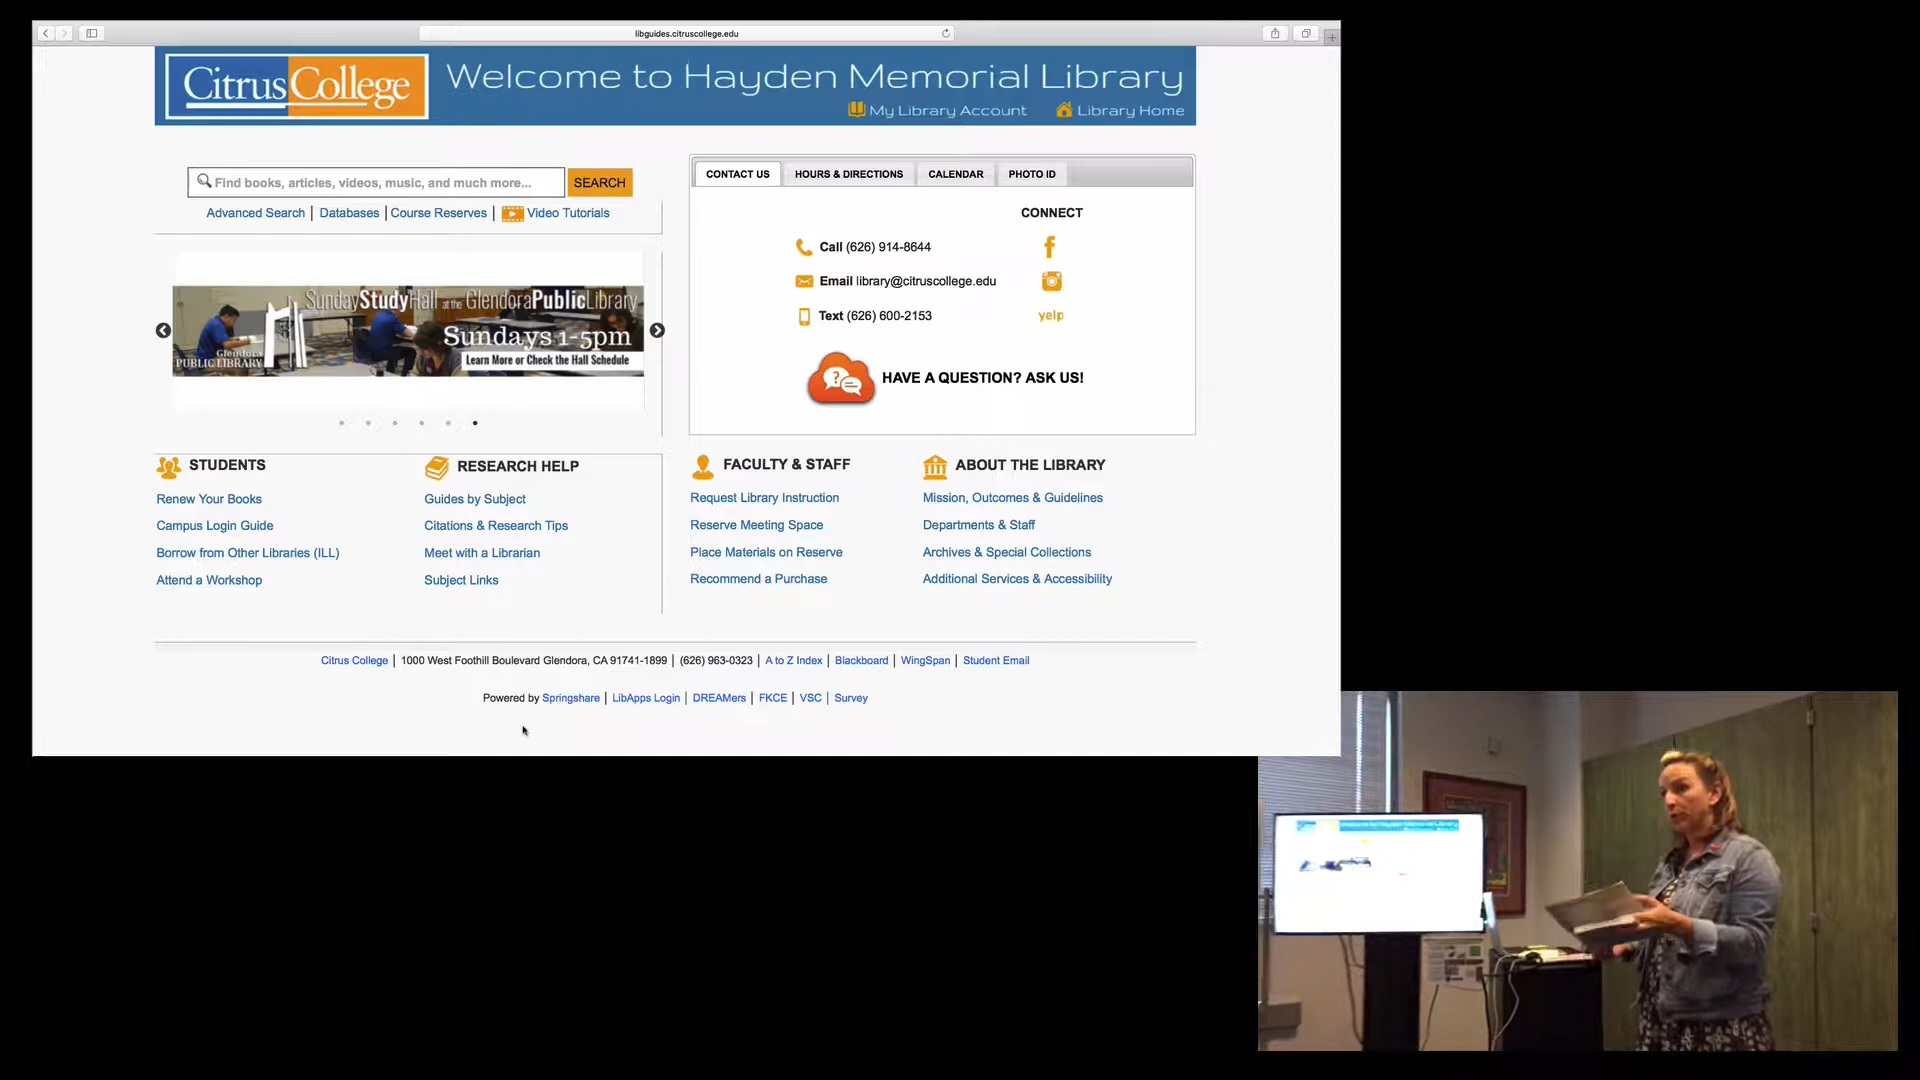 libguides.citruscollege.edu
CitrusCollege
Welcome to Hayden Memorial Library
My Library Account Library Home
Find books, articles, videos, music, and much more...
SEARCH
Advanced Search | Databases | Course Reserves | Video Tutorials
SundayStudyHall at the GlendoraPublicLibrary
Sundays 1-5pm
Learn More or Check the Hall Schedule
Glendora
PUBLIC LIBRARY
CONTACT US HOURS & DIRECTIONS CALENDAR PHOTO ID
CONNECT
Call (626) 914-8644
Email library@citruscollege.edu
Text (626) 600-2153
yelp
HAVE A QUESTION? ASK US!
STUDENTS
Renew Your Books
Campus Login Guide
Borrow from Other Libraries (ILL)
Attend a Workshop
RESEARCH HELP
Guides by Subject
Citations & Research Tips
Meet with a Librarian
Subject Links
FACULTY & STAFF
Request Library Instruction
Reserve Meeting Space
Place Materials on Reserve
Recommend a Purchase
ABOUT THE LIBRARY
Mission, Outcomes & Guidelines
Departments & Staff
Archives & Special Collections
Additional Services & Accessibility
Citrus College | 1000 West Foothill Boulevard Glendora, CA 91741-1899 | (626) 963-0323 | A to Z Index | Blackboard | WingSpan | Student Email
Powered by Springshare | LibApps Login | DREAMers | FKCE | VSC | Survey
Welcome to Hayden Memorial Library